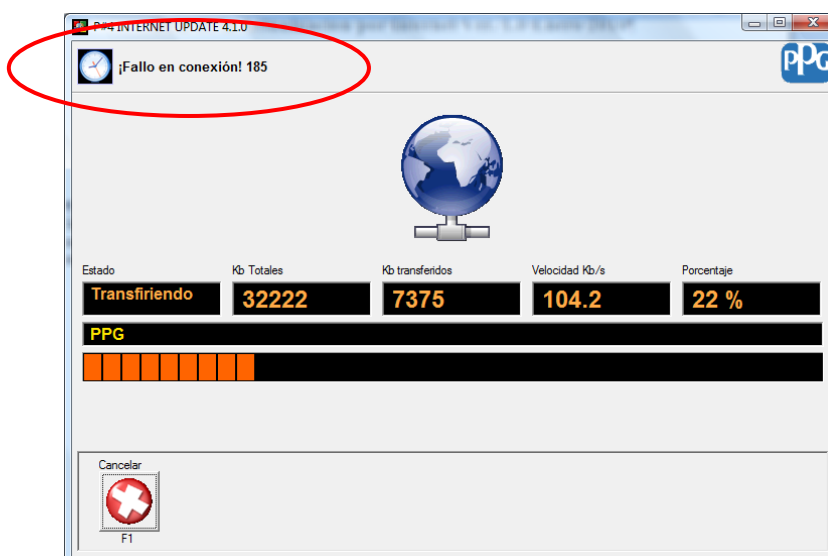 P#4 INTERNET UPDATE 4.1.0
¡Fallo en conexión! 185
PPG
Estado Kb Totales Kb transferidos Velocidad Kb/s Porcentaje
Transfiriendo 32222 7375 104.2 22 %
PPG
Cancelar
F1